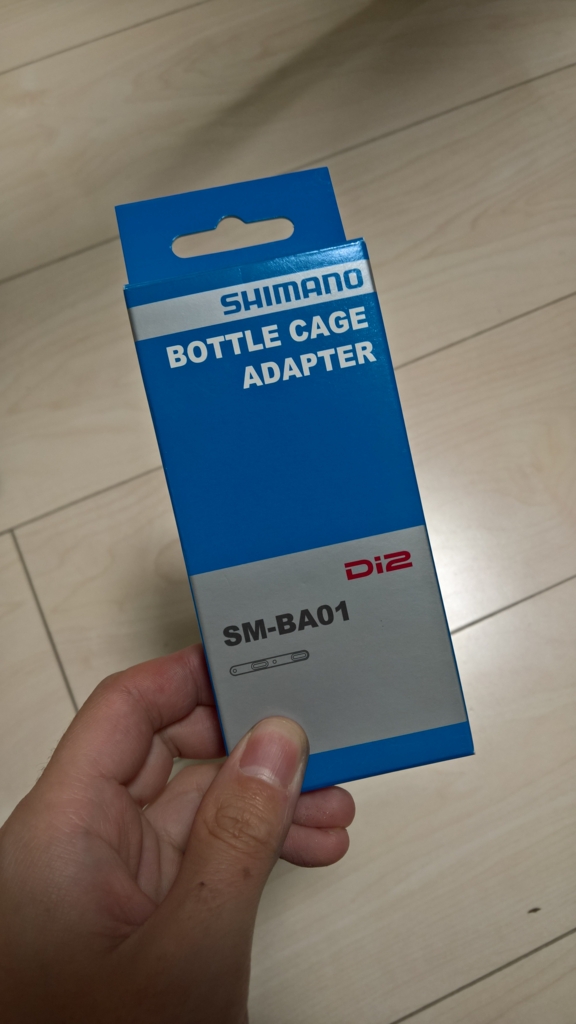 SHIMANO
BOTTLE CAGE
ADAPTER
Di2
SM-BA01